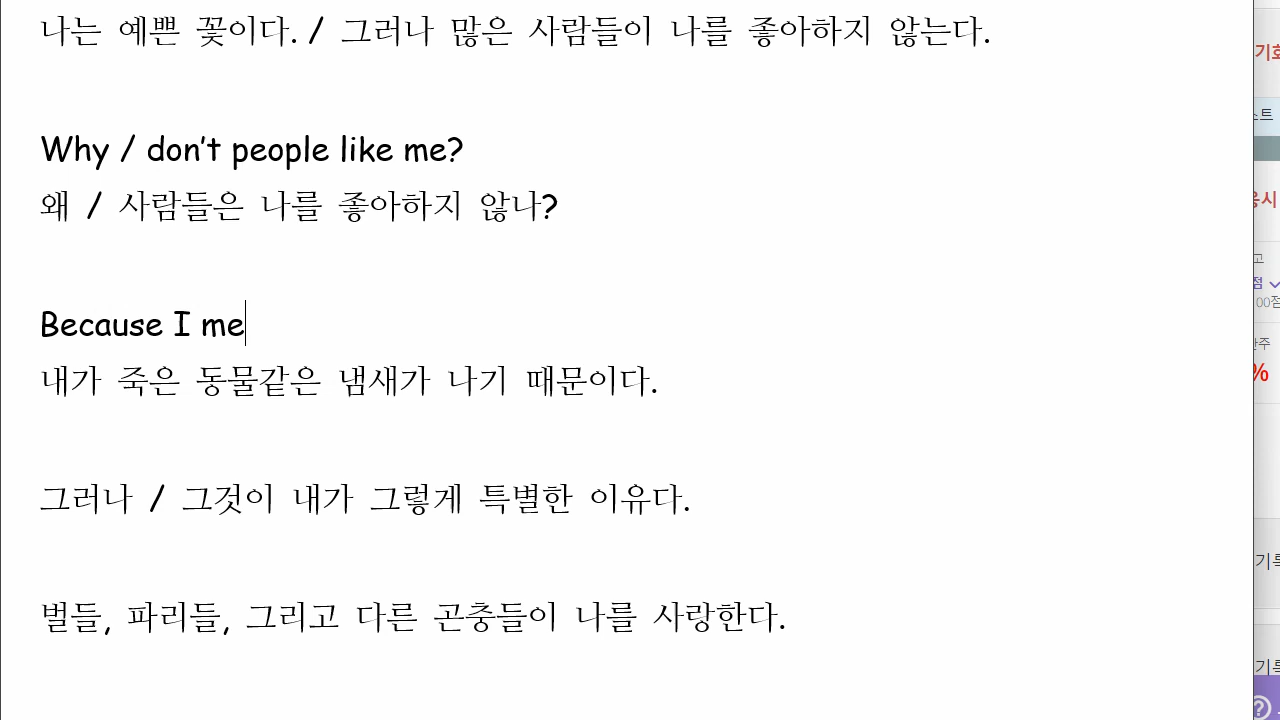 나는 예쁜 꽃이다. / 그러나 많은 사람들이 나를 좋아하지 않는다.
Why / don't people like me?
왜 / 사람들은 나를 좋아하지 않나?
Because I me
내가 죽은 동물같은 냄새가 나기 때문이다.
그러나 / 그것이 내가 그렇게 특별한 이유다.
벌들, 파리들, 그리고 다른 곤충들이 나를 사랑한다.